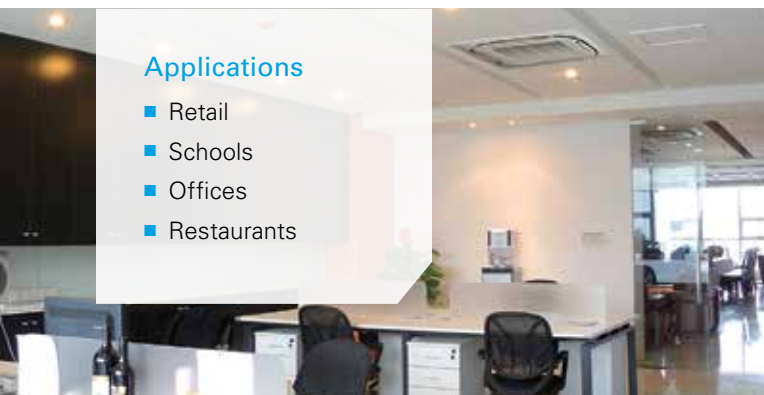 Applications
■ Retail
■ Schools
■ Offices
■ Restaurants